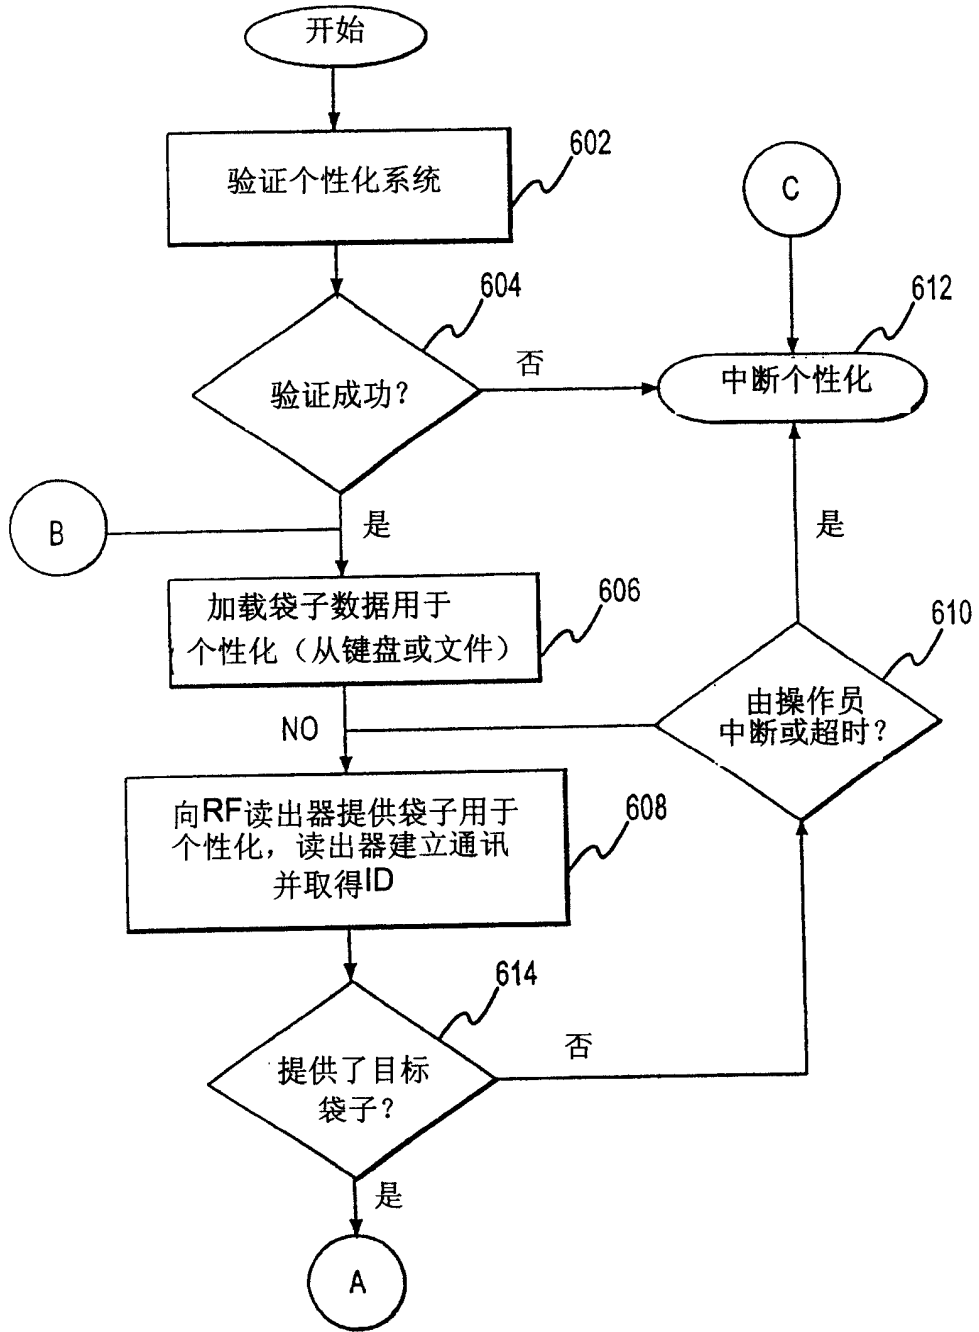 开始
验证个性化系统
602
C
604
验证成功？
否
612
中断个性化
B
是
是
加载袋子数据用于
个性化（从键盘或文件）
606
610
由操作员
中断或超时？
NO
向RF读出器提供袋子用于
个性化，读出器建立通讯
并取得ID
608
614
提供了目标
袋子？
否
是
A